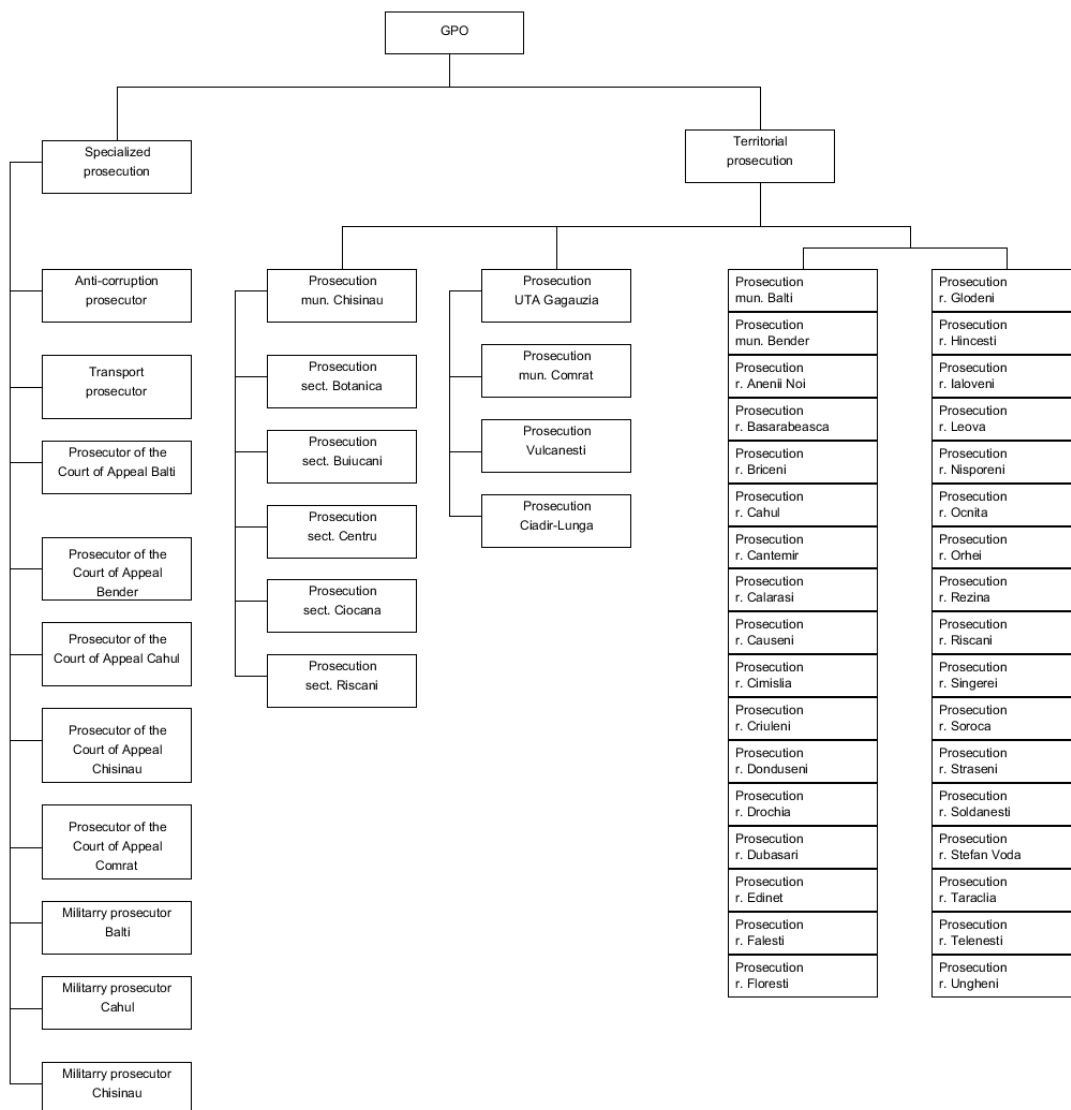 GPO
Specialized
prosecution
Territorial
prosecution
Anti-corruption
prosecutor
Transport
prosecutor
Prosecutor of the
Court of Appeal Balti
Prosecutor of the
Court of Appeal
Bender
Prosecutor of the
Court of Appeal Cahul
Prosecutor of the
Court of Appeal
Chisinau
Prosecutor of the
Court of Appeal
Comrat
Militarry prosecutor
Balti
Militarry prosecutor
Cahul
Militarry prosecutor
Chisinau
Prosecution
mun. Chisinau
Prosecution
sect. Botanica
Prosecution
sect. Buiucani
Prosecution
sect. Centru
Prosecution
sect. Ciocana
Prosecution
sect. Riscani
Prosecution
UTA Gagauzia
Prosecution
mun. Comrat
Prosecution
Vulcanesti
Prosecution
Ciadir-Lunga
Prosecution
mun. Balti
Prosecution
mun. Bender
Prosecution
r. Anenii Noi
Prosecution
r. Basarabeasca
Prosecution
r. Briceni
Prosecution
r. Cahul
Prosecution
r. Cantemir
Prosecution
r. Calarasi
Prosecution
r. Causeni
Prosecution
r. Cimislia
Prosecution
r. Criuleni
Prosecution
r. Donduseni
Prosecution
r. Drochia
Prosecution
r. Dubasari
Prosecution
r. Edinet
Prosecution
r. Falesti
Prosecution
r. Floresti
Prosecution
r. Glodeni
Prosecution
r. Hincesti
Prosecution
r. Ialoveni
Prosecution
r. Leova
Prosecution
r. Nisporeni
Prosecution
r. Ocnita
Prosecution
r. Orhei
Prosecution
r. Rezina
Prosecution
r. Riscani
Prosecution
r. Singerei
Prosecution
r. Soroca
Prosecution
r. Straseni
Prosecution
r. Soldanesti
Prosecution
r. Stefan Voda
Prosecution
r. Taraclia
Prosecution
r. Telenesti
Prosecution
r. Ungheni